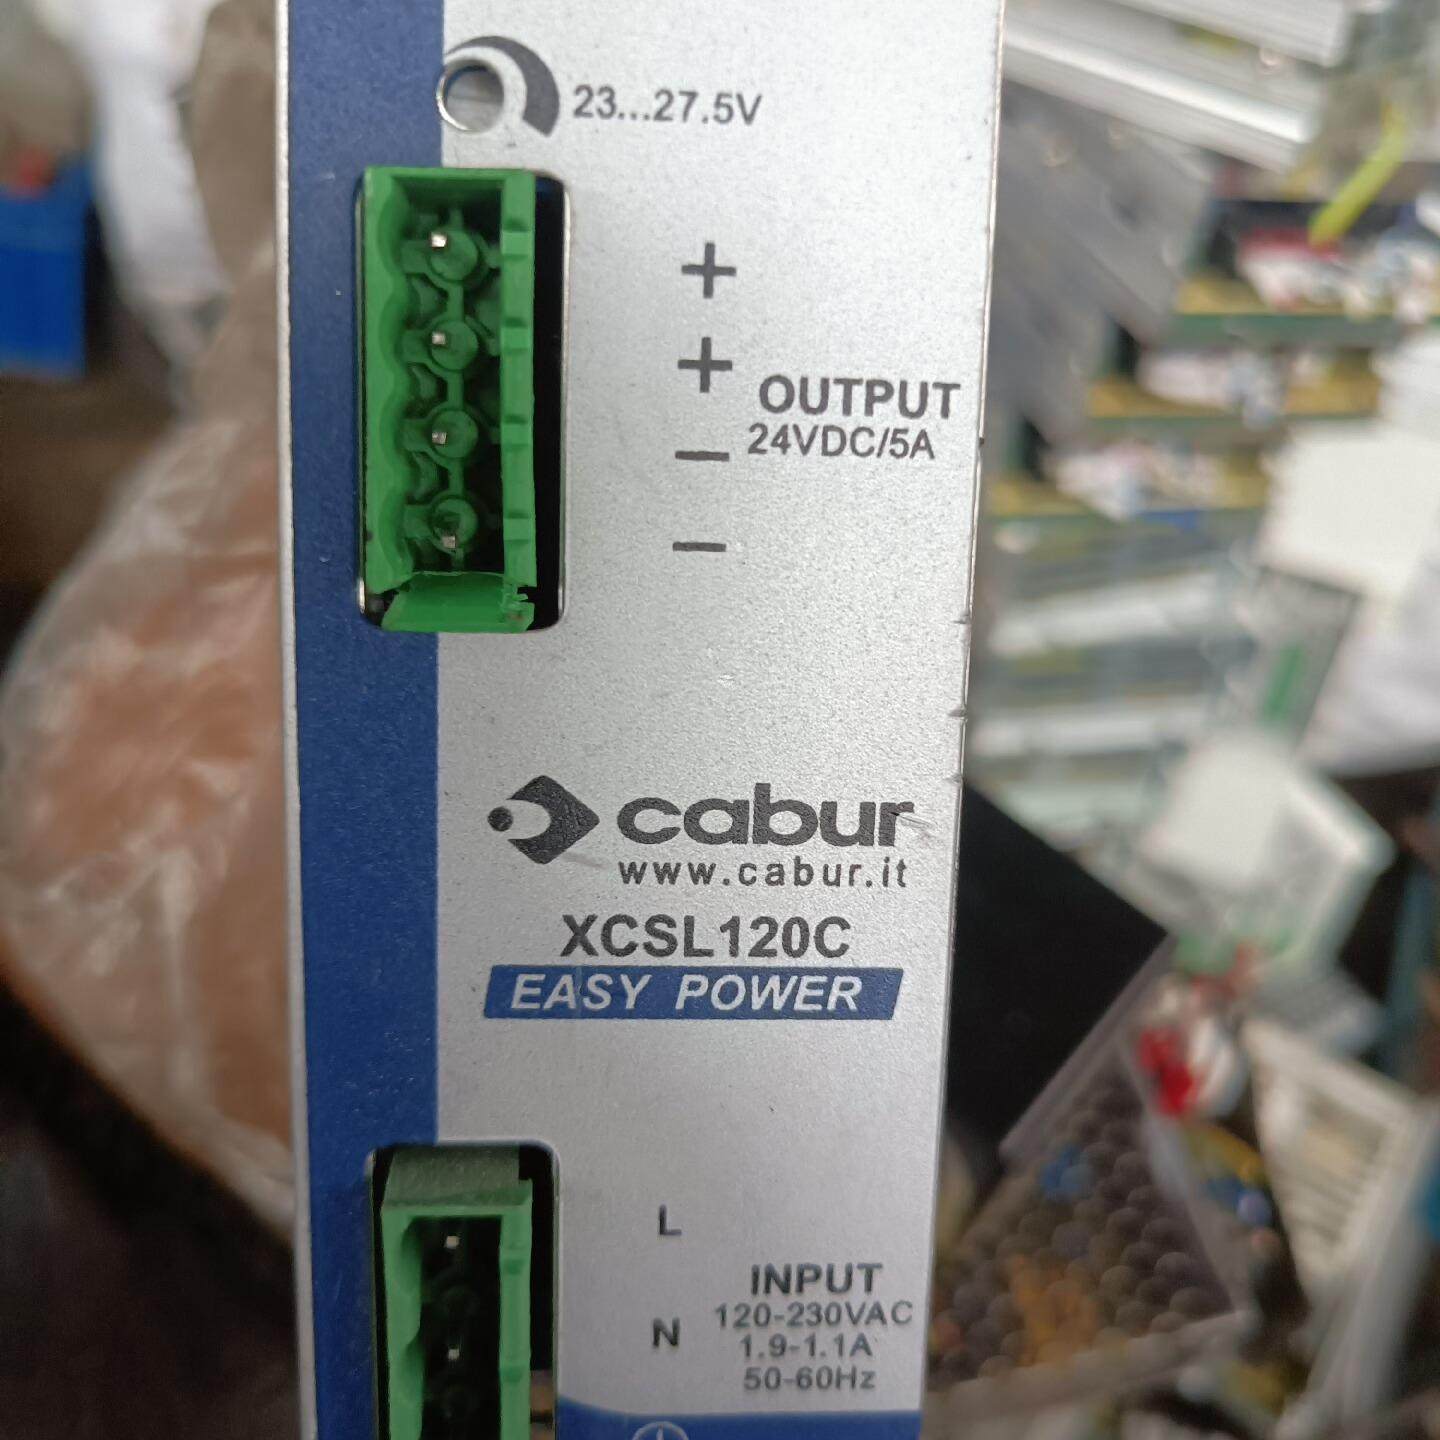 23...27.5V
+
+
OUTPUT
24VDC/5A
−
−
cabur
www.cabur.it
XCSL120C
EASY POWER
L
INPUT
120-230VAC
N
1.9-1.1A
50-60Hz